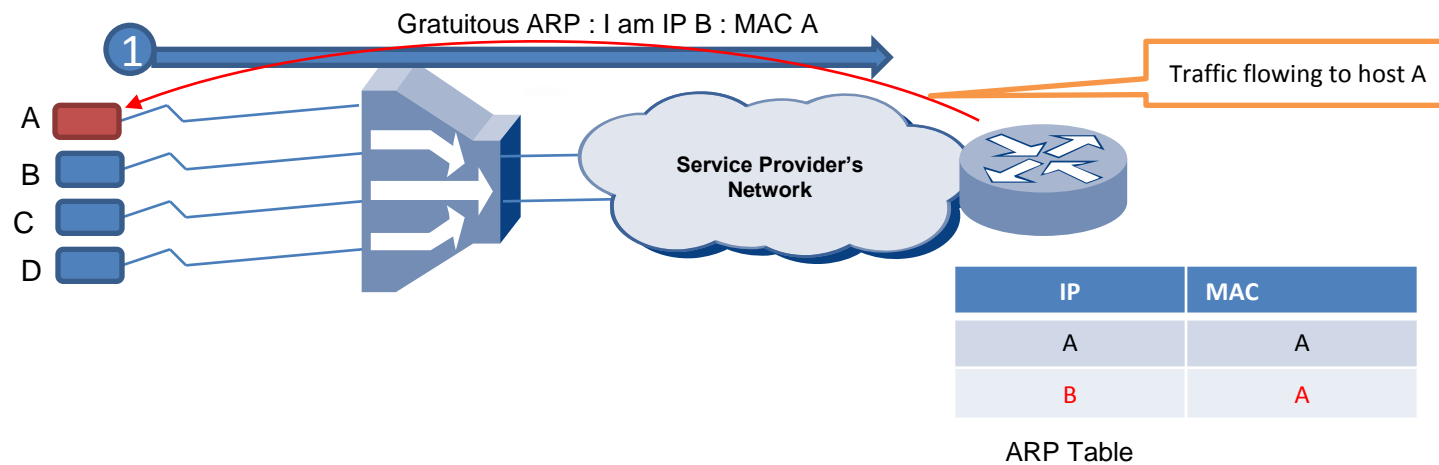 Gratuitous ARP : I am IP B : MAC A
1
Traffic flowing to host A
A
B
C
D
Service Provider's
Network
IP MAC
A A
B A
ARP Table